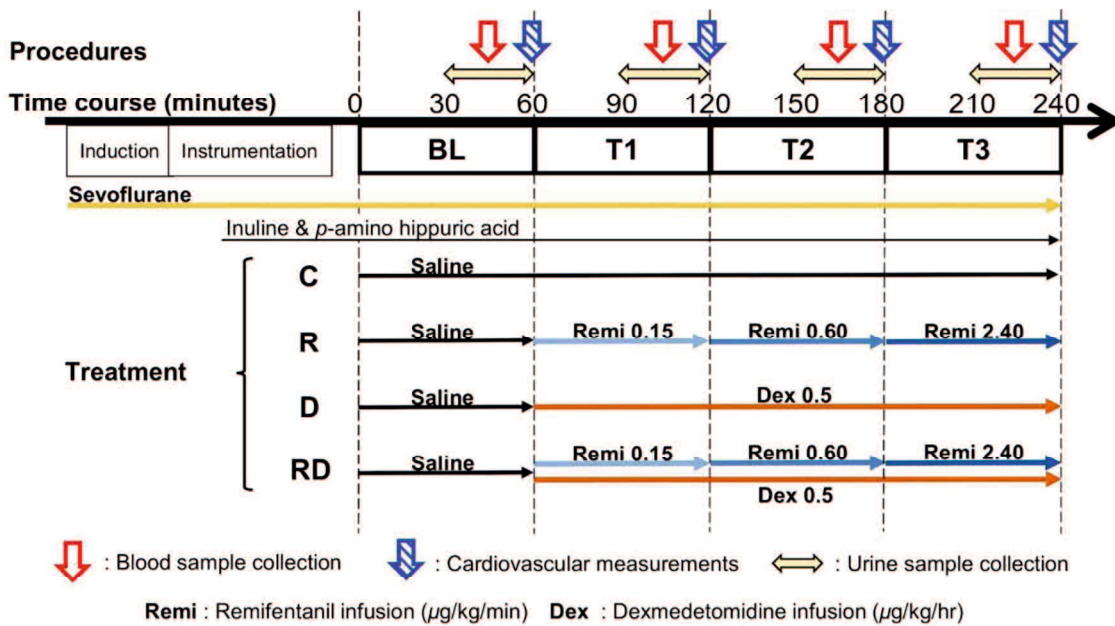 Procedures
Time course (minutes) 0 30 60 90 120 150 180 210 240
Induction Instrumentation BL T1 T2 T3
Sevoflurane
Inuline & p-amino hippuric acid
C Saline
R Saline Remi 0.15 Remi 0.60 Remi 2.40
Treatment
D Saline Dex 0.5
RD Saline Remi 0.15 Remi 0.60 Remi 2.40
Dex 0.5
: Blood sample collection : Cardiovascular measurements : Urine sample collection
Remi : Remifentanil infusion (µg/kg/min) Dex : Dexmedetomidine infusion (µg/kg/hr)